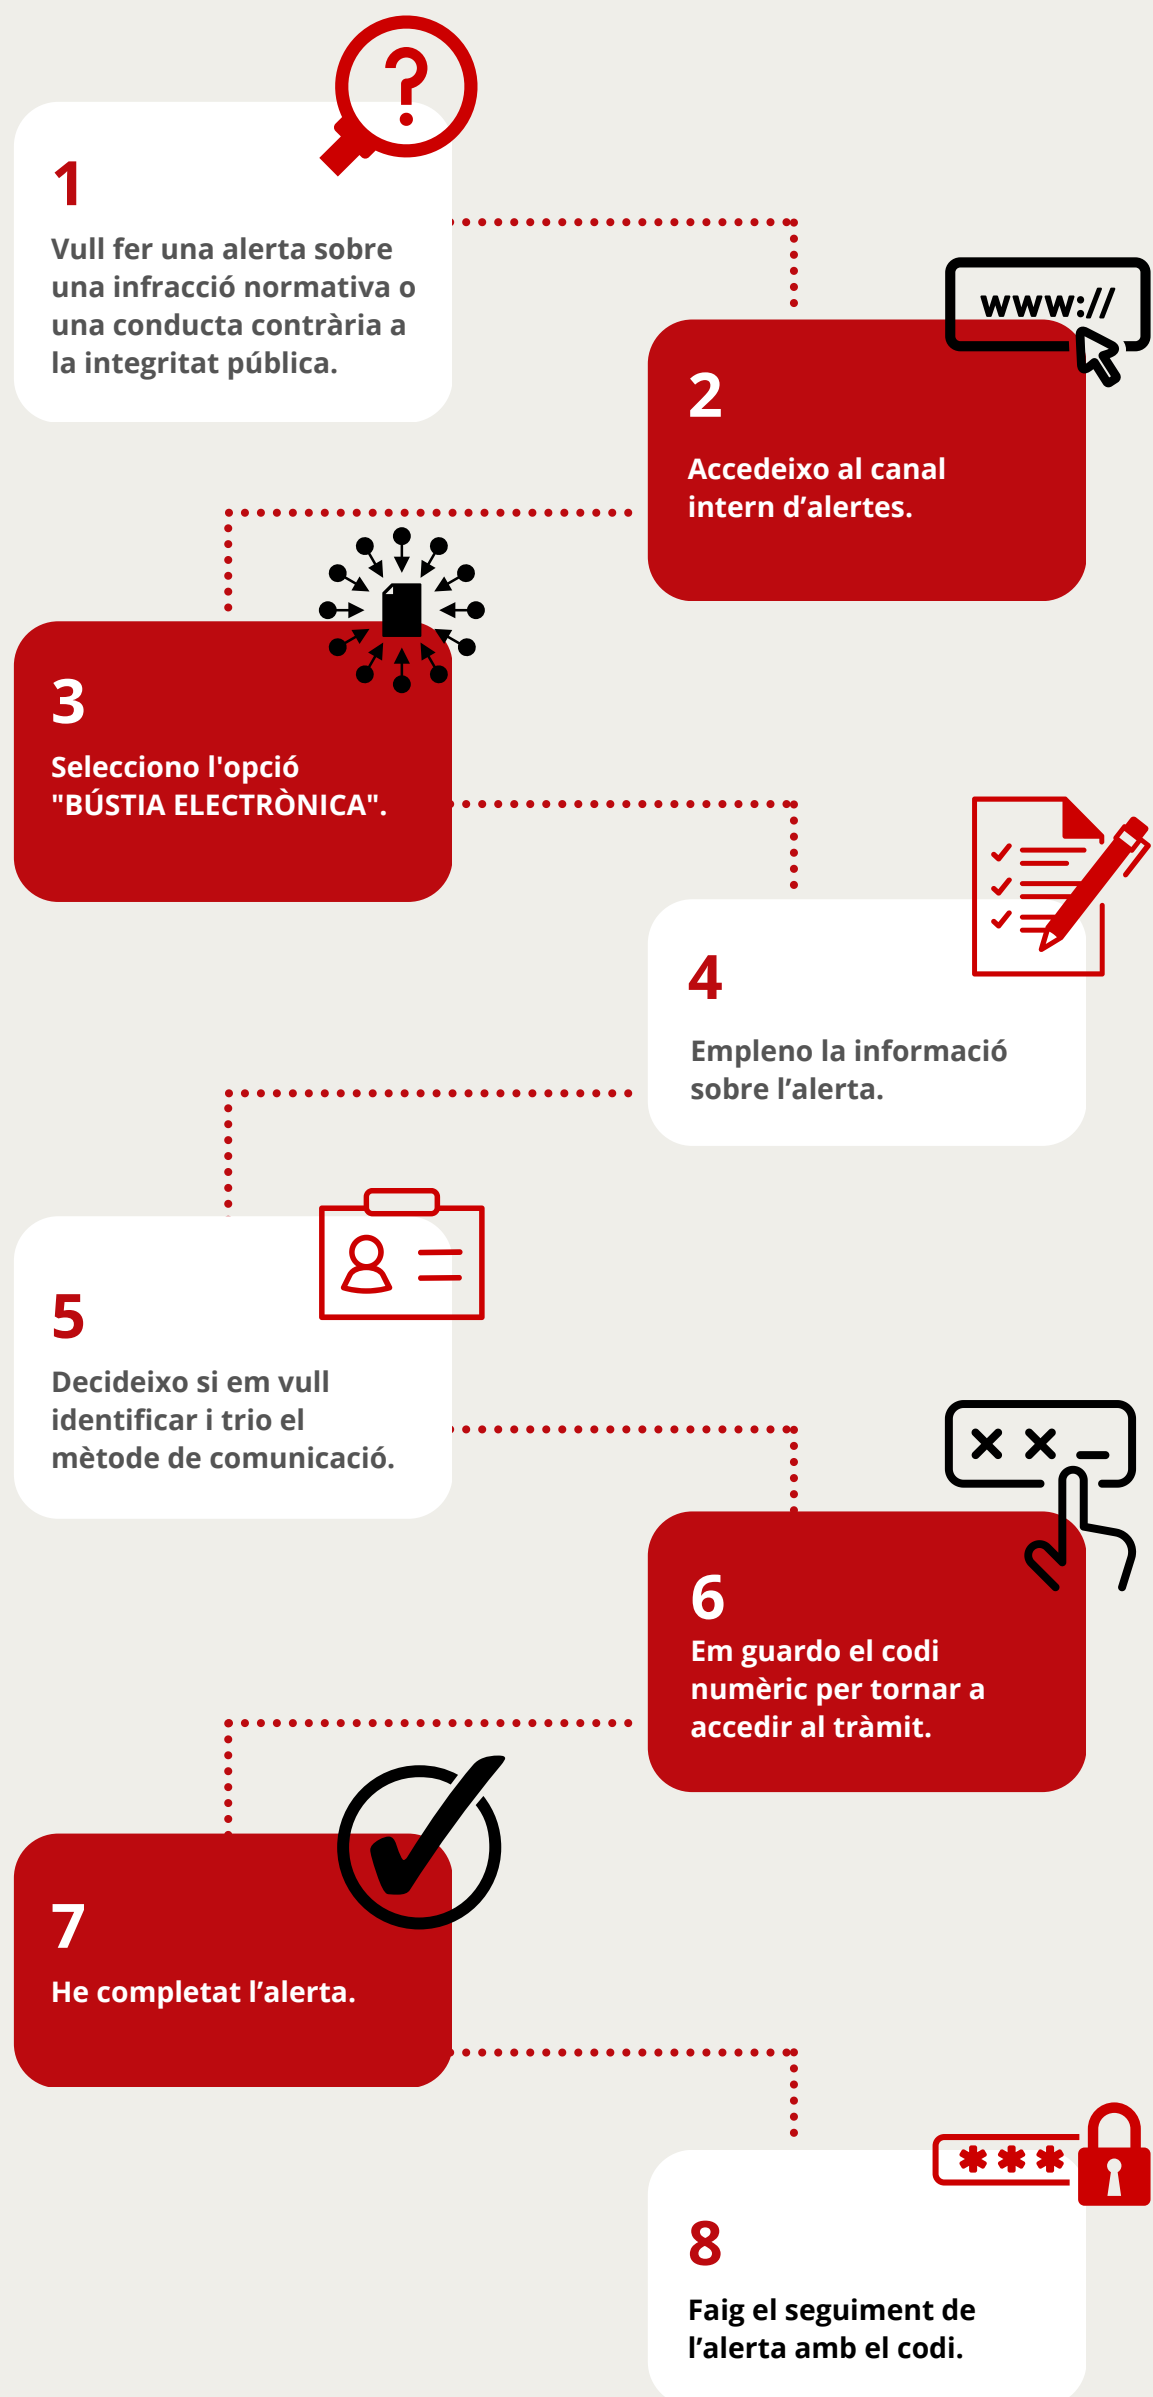 ?
1
Vull fer una alerta sobre
una infracció normativa o
una conducta contrària a
la integritat pública.
www://
2
Accedeixo al canal
intern d’alertes.
3
Selecciono l'opció
"BÚSTIA ELECTRÒNICA".
4
Empleno la informació
sobre l’alerta.
5
Decideixo si em vull
identificar i trio el
mètode de comunicació.
6
Em guardo el codi
numèric per tornar a
accedir al tràmit.
7
He completat l’alerta.
***
8
Faig el seguiment de
l’alerta amb el codi.